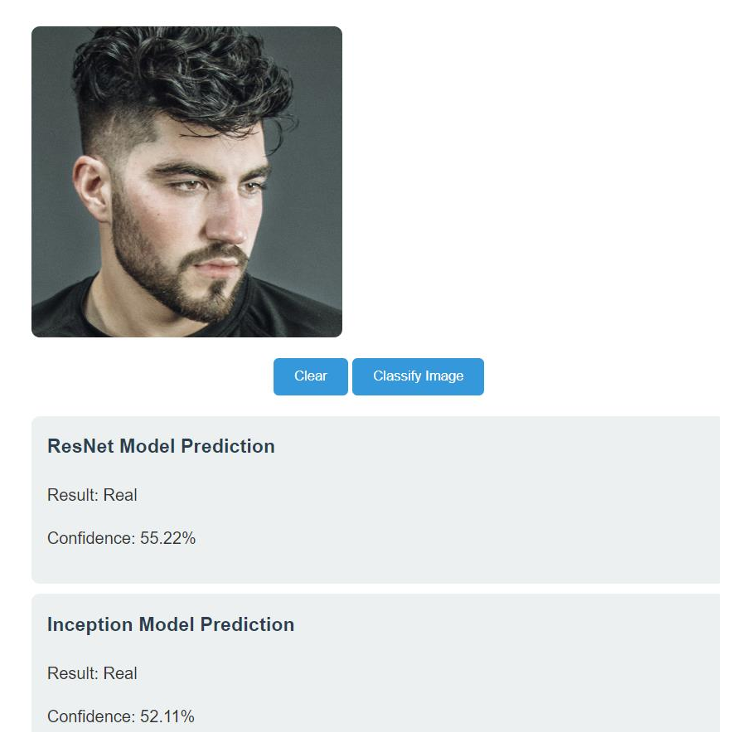 Clear Classify Image
ResNet Model Prediction
Result: Real
Confidence: 55.22%
Inception Model Prediction
Result: Real
Confidence: 52.11%